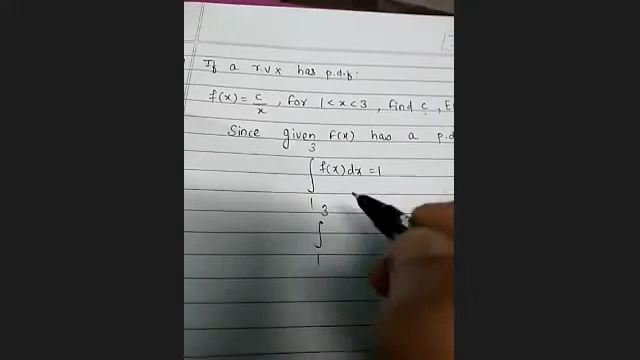 If a r.v x has p.d.f:
f(x) = c/x , for 1 < x < 3, find c, E(
Since given f(x) has a p.d
3
∫ f(x)dx = 1
1
3
∫
1